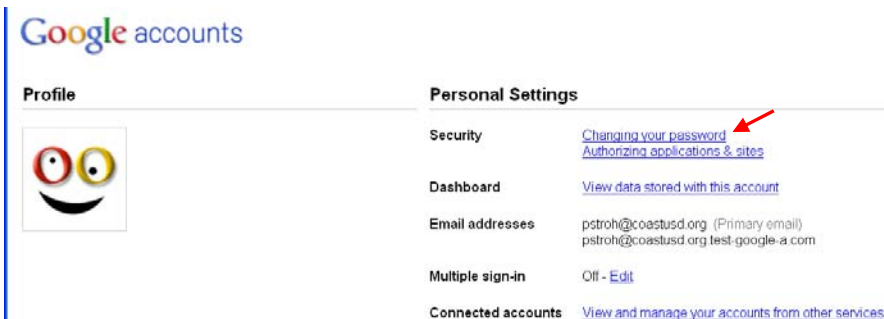 Google accounts
Profile
Personal Settings
Security
Changing your password
Authorizing applications & sites
Dashboard
View data stored with this account
Email addresses
pstroh@coastusd.org (Primary email)
pstroh@coastusd.org.test-google-a.com
Multiple sign-in
Off - Edit
Connected accounts
View and manage your accounts from other services